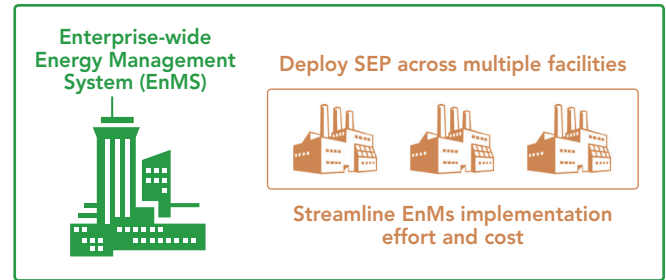 Enterprise-wide
Energy Management
System (EnMS)
Deploy SEP across multiple facilities
Streamline EnMs implementation
effort and cost